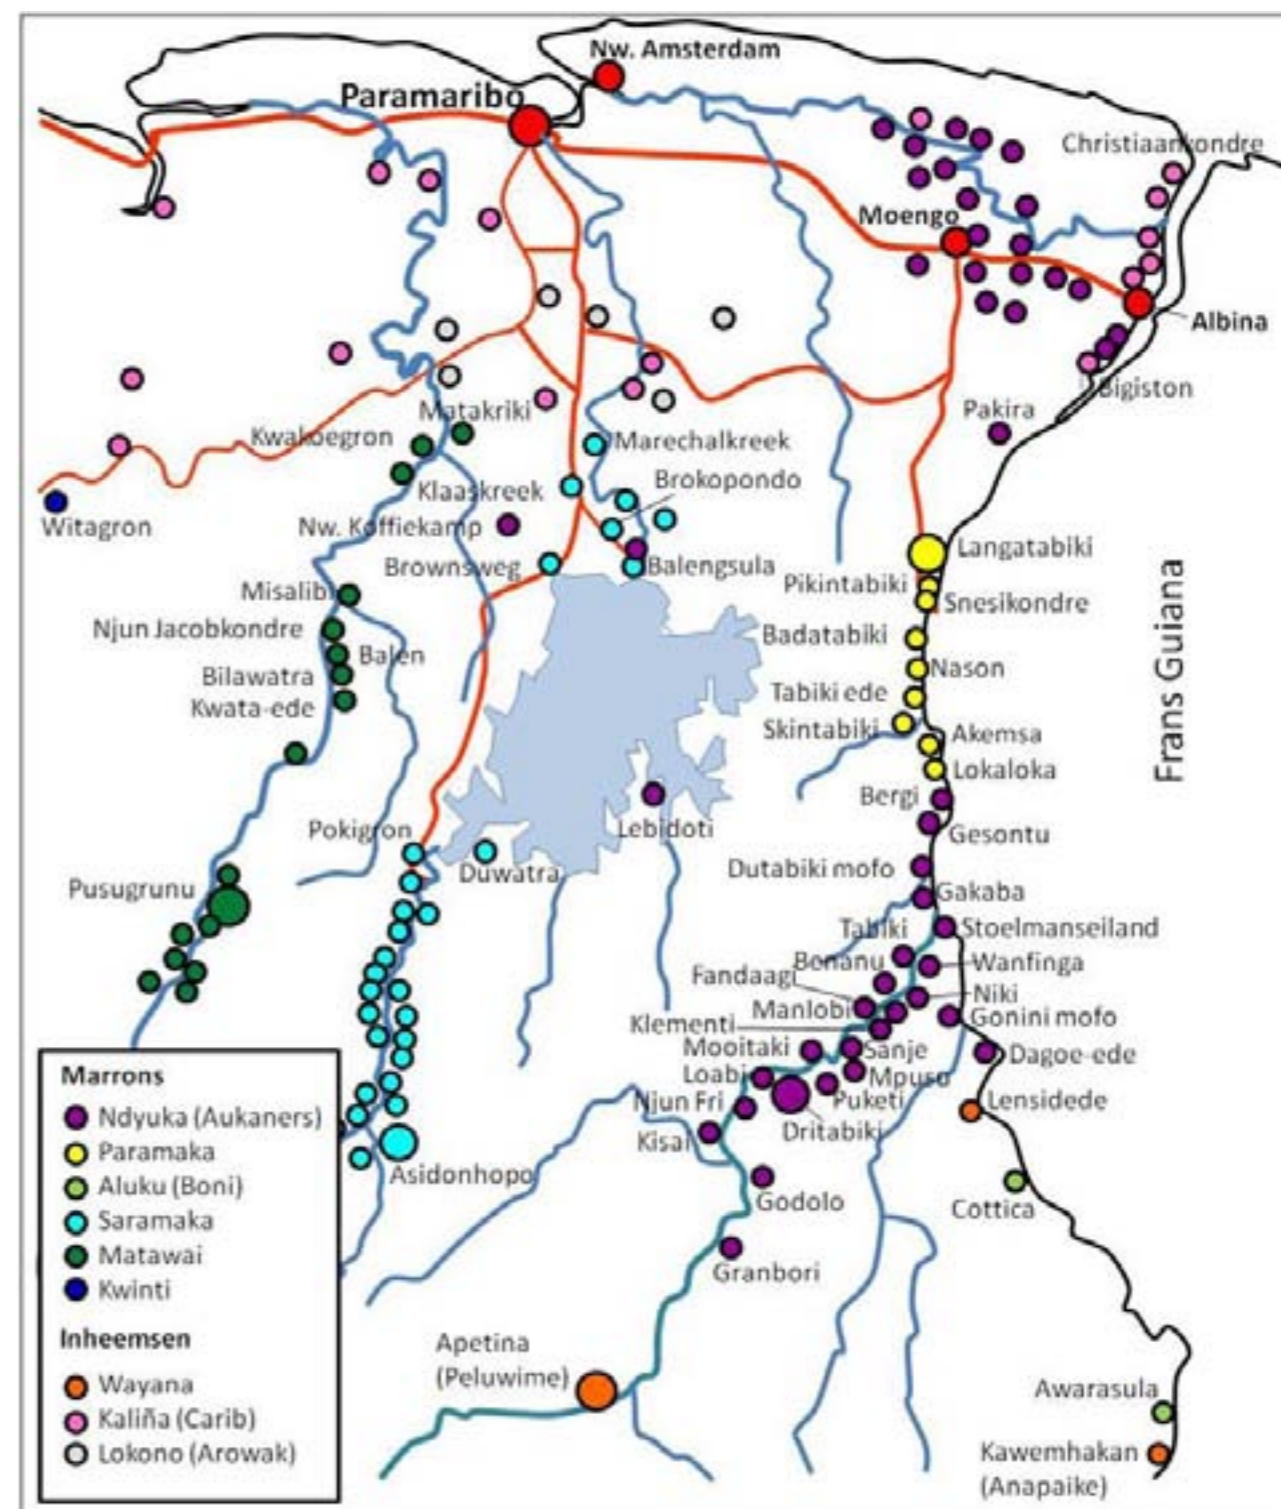 Nw. Amsterdam
Paramaribo
Christiaankondre
Moengo
Albina
Bigiston
Pakira
Matakriki
Kwakoegron
Marechalkreek
Brokopondo
Klaaskreek
Witagron
Nw. Koffiekamp
Brownsweg
Balengsula
Langatabiki
Pikintabiki
Snesikondre
Misalibi
Njun Jacobkondre
Balen
Bilawatra
Kwata-ede
Badatabiki
Nason
Tabiki ede
Skintabiki
Akemsa
Lokaloka
Frans Guiana
Bergi
Gesontu
Lebidoti
Pokigron
Duwatra
Dutabiki mofo
Gakaba
Pusugrunu
Tabiki
Stoelmanseiland
Bonanu
Wanfinga
Fandaagi
Niki
Manlobi
Gonini mofo
Klementi
Mooitaki
Sanje
Dagoe-ede
Loabi
Mpusu
Njun Fri
Puketi
Lensidede
Kisai
Dritabiki
Asidonhopo
Godolo
Cottica
Granbori
Apetina
(Peluwime)
Awarasula
Kawemhakan
(Anapaike)
Marrons
Ndyuka (Aukaners)
Paramaka
Aluku (Boni)
Saramaka
Matawai
Kwinti
Inheemsen
Wayana
Kaliña (Carib)
Lokono (Arowak)